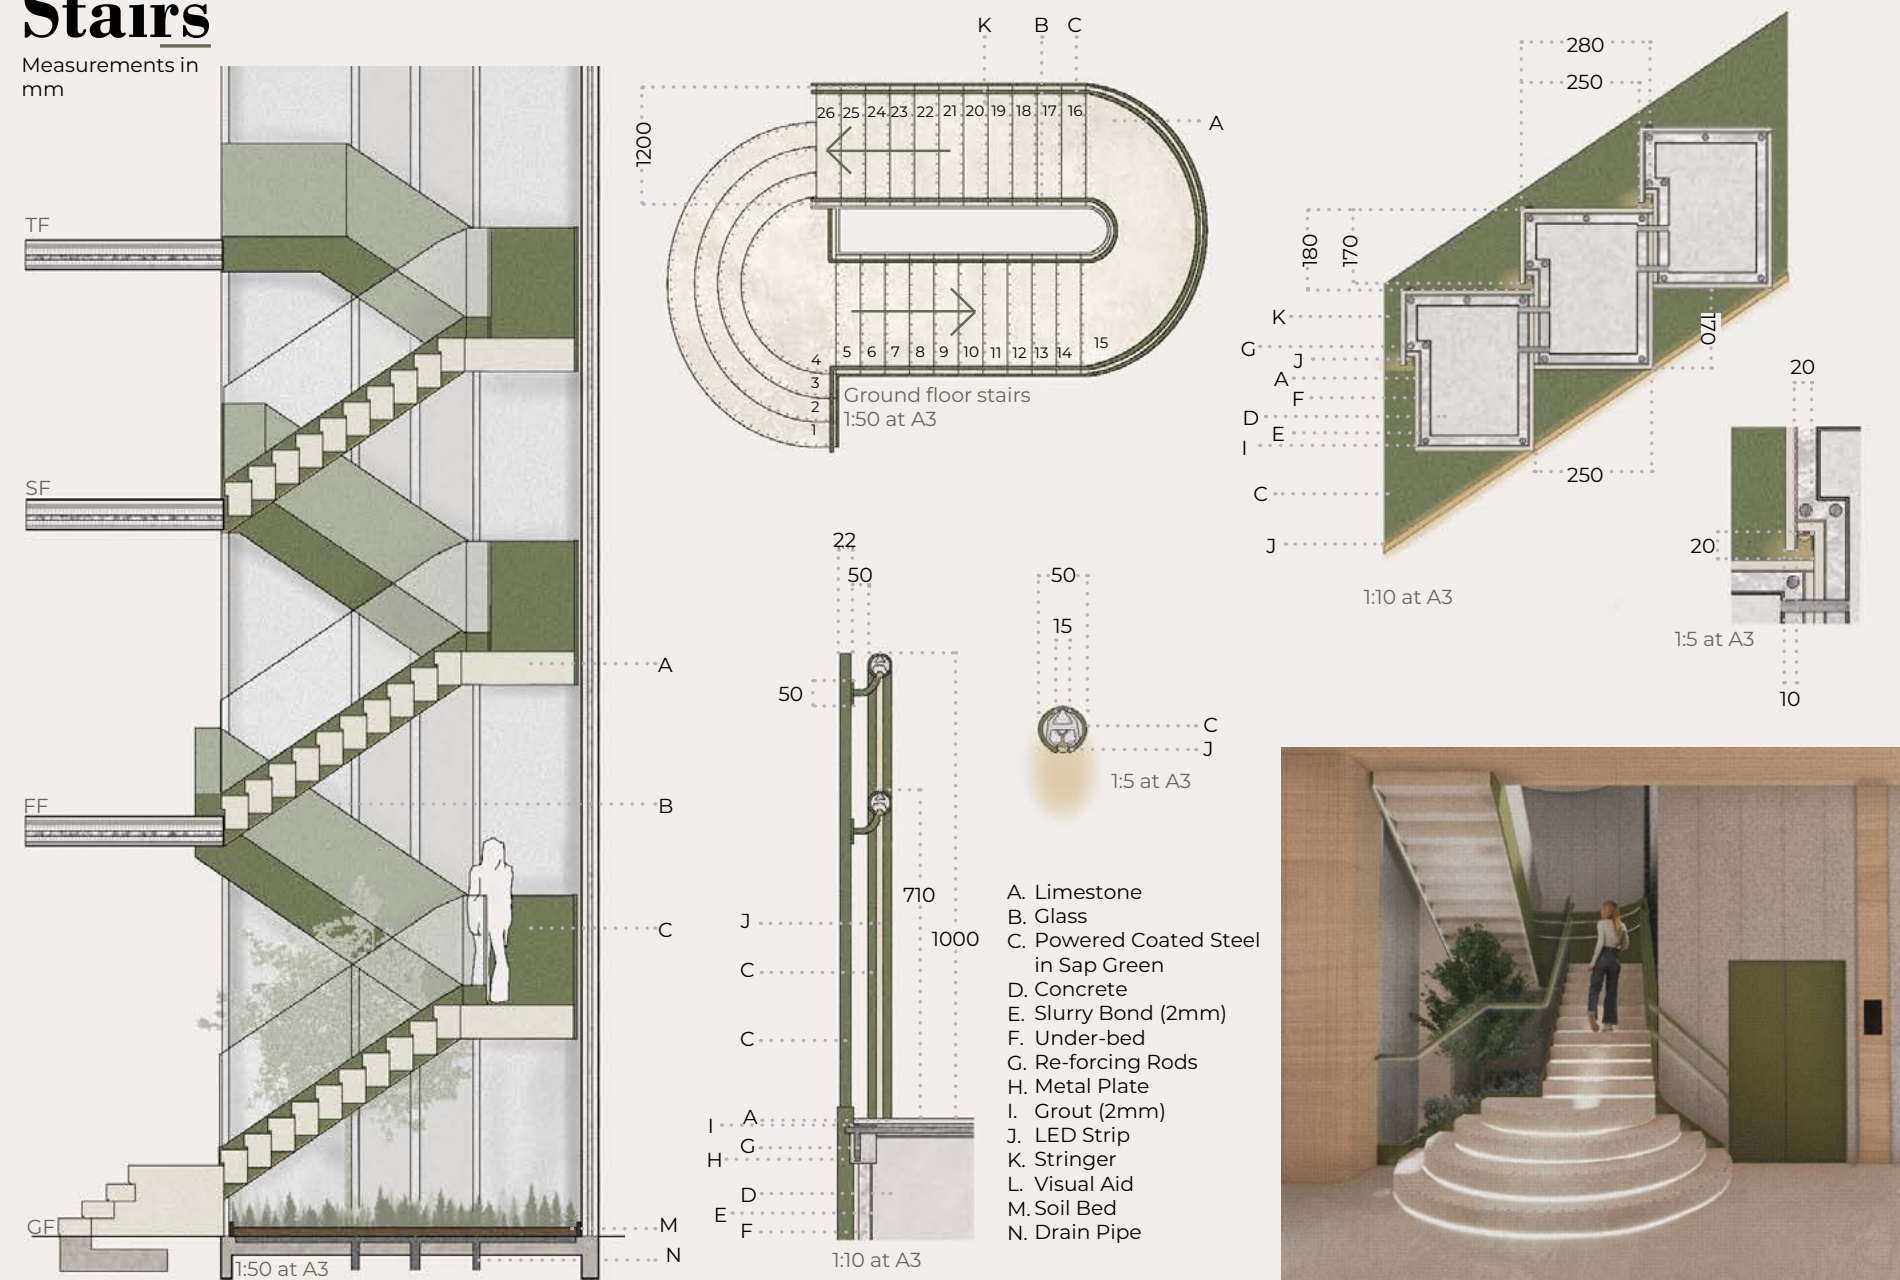 Stairs
Measurements in
mm
TF
SF
FF
GF
A
B
C
M
N
1:50 at A3
K B C
1200
26 25 24 23 22 21 20 19 18 17 16
A
4 5 6 7 8 9 10 11 12 13 14 15
3
2
1
Ground floor stairs
1:50 at A3
280
250
180 170
K
G
J
A
F
D
E
I
C
J
170
250
1:10 at A3
20
20
1:5 at A3
10
22
50
50
710
1000
J
C
C
A
I
G
H
D
E
F
1:10 at A3
50
15
C
J
1:5 at A3
A. Limestone
B. Glass
C. Powered Coated Steel
in Sap Green
D. Concrete
E. Slurry Bond (2mm)
F. Under-bed
G. Re-forcing Rods
H. Metal Plate
I. Grout (2mm)
J. LED Strip
K. Stringer
L. Visual Aid
M. Soil Bed
N. Drain Pipe